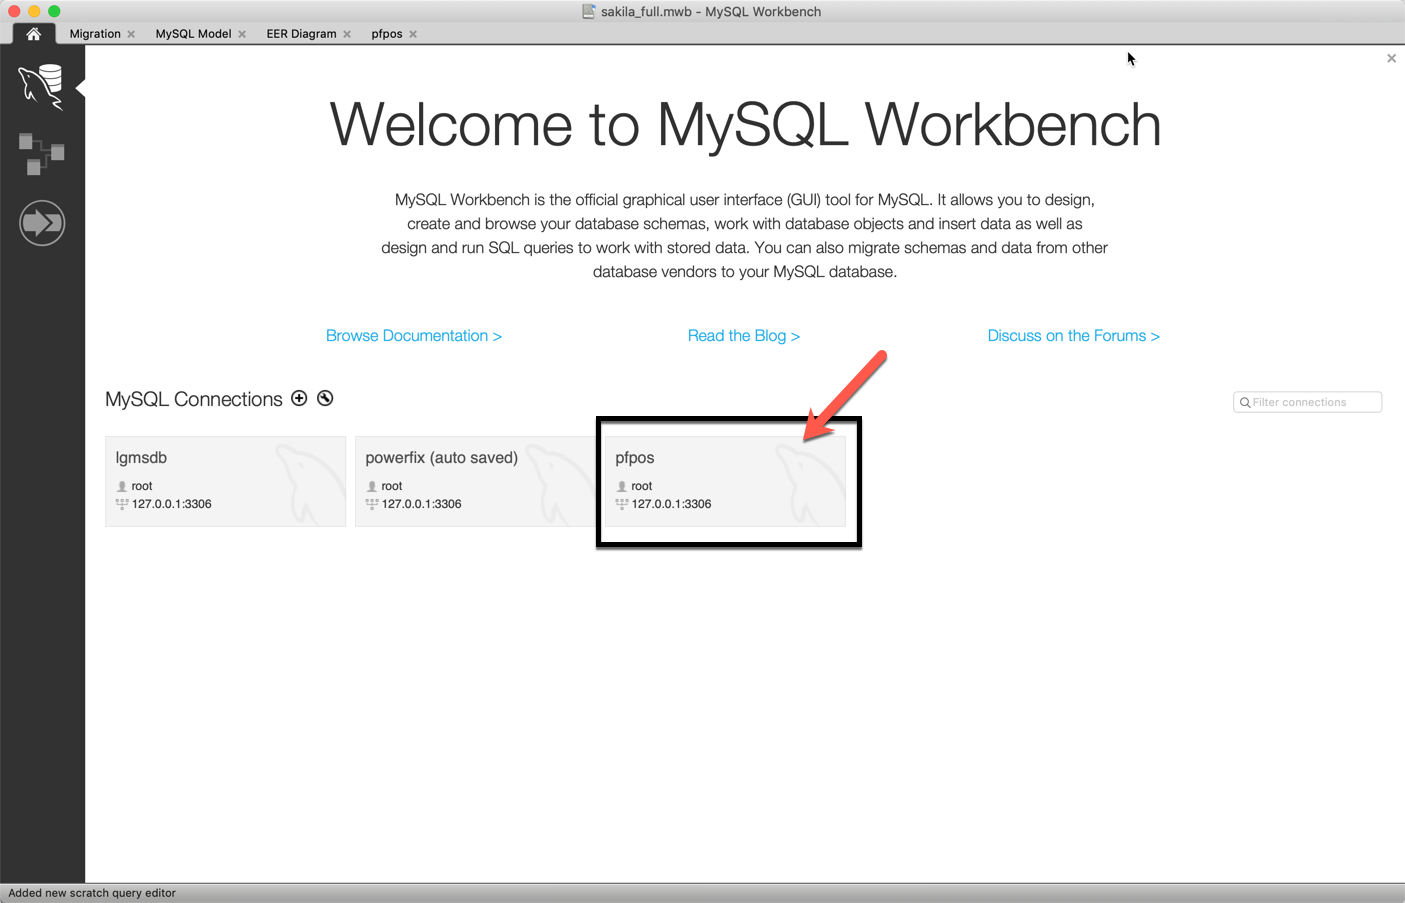 sakila_full.mwb - MySQL Workbench
Migration
MySQL Model
EER Diagram
pfpos
Welcome to MySQL Workbench
MySQL Workbench is the official graphical user interface (GUI) tool for MySQL. It allows you to design,
create and browse your database schemas, work with database objects and insert data as well as
design and run SQL queries to work with stored data. You can also migrate schemas and data from other
database vendors to your MySQL database.
Browse Documentation >
Read the Blog >
Discuss on the Forums >
MySQL Connections
Filter connections
lgmsdb
root
127.0.0.1:3306
powerfix (auto saved)
root
127.0.0.1:3306
pfpos
root
127.0.0.1:3306
Added new scratch query editor